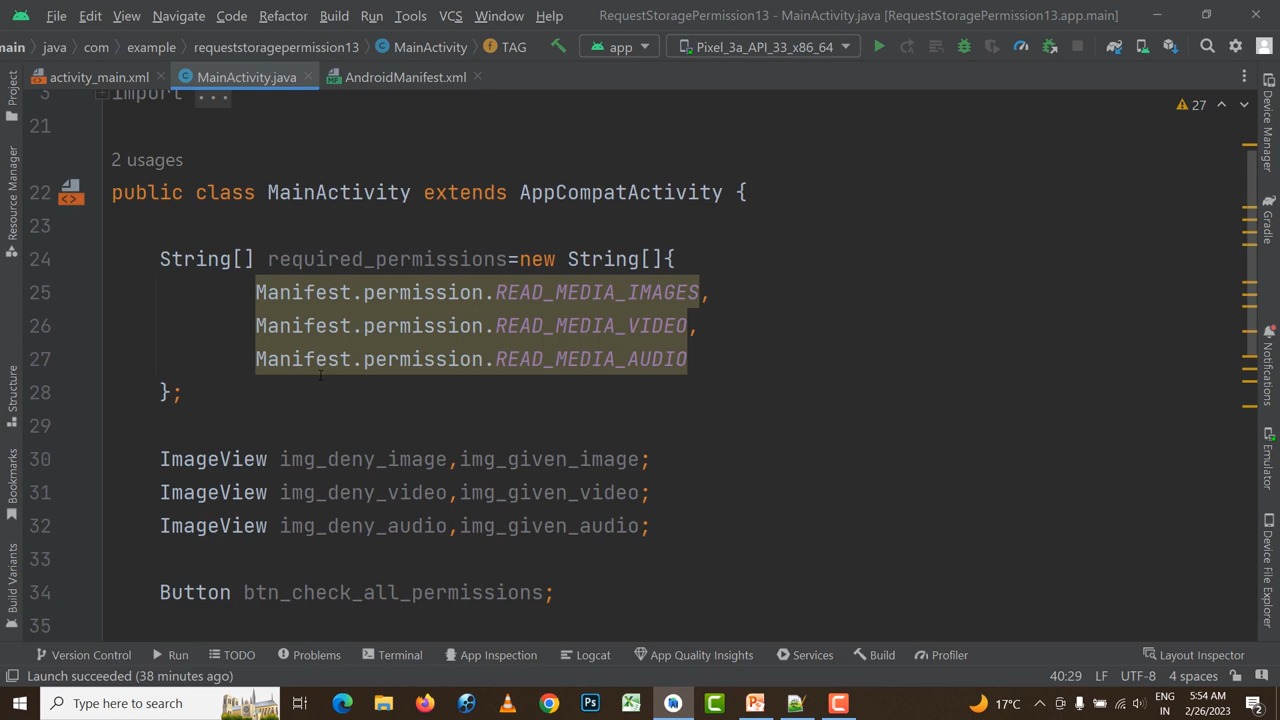 File Edit View Navigate Code Refactor Build Run Tools VCS Window Help RequestStoragePermission13 - MainActivity.java [RequestStoragePermission13.app.main]
main java com example requeststoragepermission13 MainActivity TAG app Pixel_3a_API_33_x86_64
activity_main.xml MainActivity.java AndroidManifest.xml
3 import ...
27
21
2 usages
22 public class MainActivity extends AppCompatActivity {
23
24 String[] required_permissions=new String[]{
25 Manifest.permission.READ_MEDIA_IMAGES,
26 Manifest.permission.READ_MEDIA_VIDEO,
27 Manifest.permission.READ_MEDIA_AUDIO
28 };
29
30 ImageView img_deny_image,img_given_image;
31 ImageView img_deny_video,img_given_video;
32 ImageView img_deny_audio,img_given_audio;
33
34 Button btn_check_all_permissions;
35
Project
Resource Manager
Structure
Bookmarks
Build Variants
Device Manager
Gradle
Notifications
Emulator
Device File Explorer
Version Control Run TODO Problems Terminal App Inspection Logcat App Quality Insights Services Build Profiler Layout Inspector
Launch succeeded (38 minutes ago) 40:29 LF UTF-8 4 spaces
Type here to search Ps 17°C ENG 5:54 AM
IN 2/26/2023 2